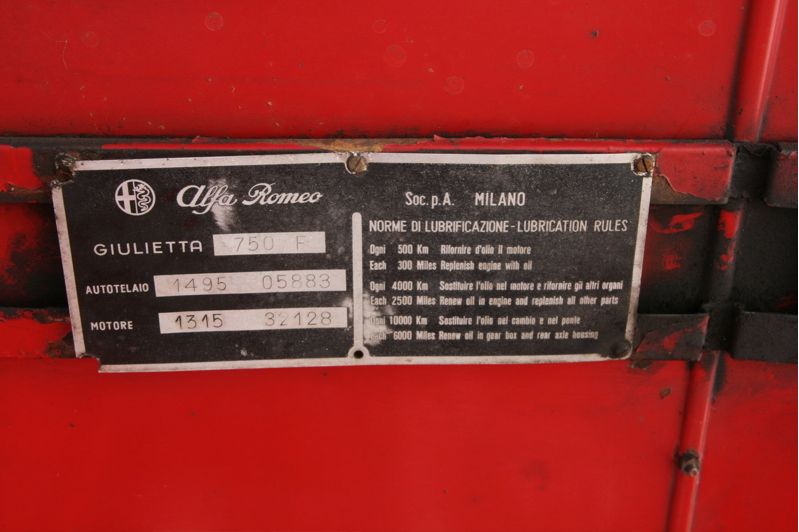 Alfa Romeo
Soc. p. A. MILANO
GIULIETTA 750 F
AUTOTELAIO 1495 05883
MOTORE 1315 32128
NORME DI LUBRIFICAZIONE - LUBRICATION RULES
Ogni 500 Km Rifornire d'olio il motore
Each 300 Miles Replenish engine with oil
Ogni 4000 Km Sostituire l'olio nel motore e rifornire gli altri organi
Each 2500 Miles Renew oil in engine and replenish all other parts
Ogni 10000 Km Sostituire l'olio nel cambio e nel ponte
Each 6000 Miles Renew oil in gear box and rear axle housing